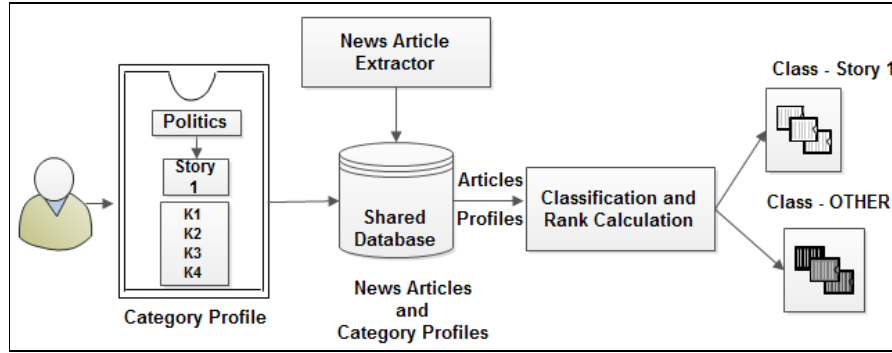 News Article
Extractor
Politics
Story
1
K1
K2
K3
K4
Category Profile
Shared
Database
News Articles
and
Category Profiles
Articles
Profiles
Classification and
Rank Calculation
Class - Story 1
Class - OTHER